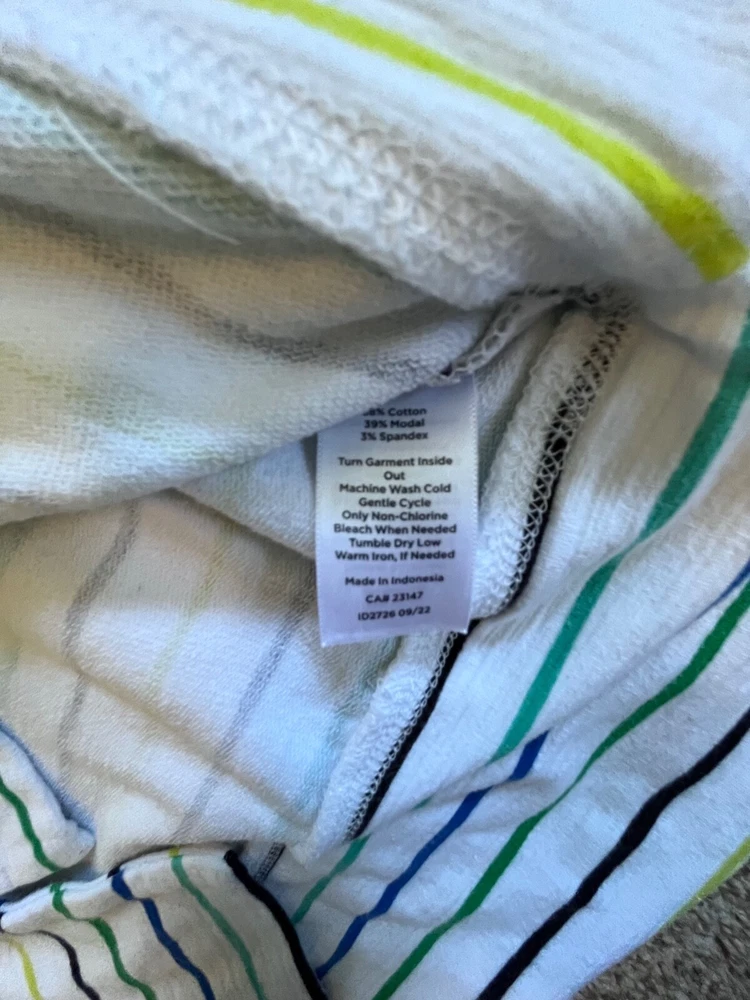 58% Cotton
39% Modal
3% Spandex
Turn Garment Inside
Out
Machine Wash Cold
Gentle Cycle
Only Non-Chlorine
Bleach When Needed
Tumble Dry Low
Warm Iron, If Needed
Made In Indonesia
CA# 23147
ID2726 09/22